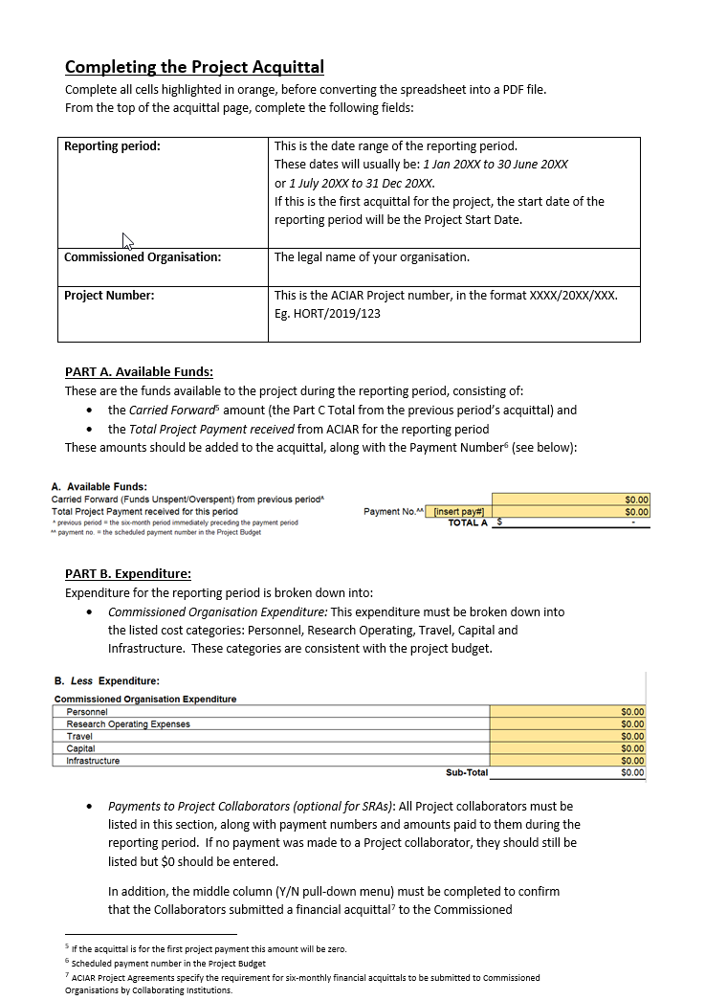 Completing the Project Acquittal
Complete all cells highlighted in orange, before converting the spreadsheet into a PDF file.
From the top of the acquittal page, complete the following fields:
Reporting period:
This is the date range of the reporting period.
These dates will usually be: 1 Jan 20XX to 30 June 20XX
or 1 July 20XX to 31 Dec 20XX.
If this is the first acquittal for the project, the start date of the
reporting period will be the Project Start Date.
Commissioned Organisation:
The legal name of your organisation.
Project Number:
This is the ACIAR Project number, in the format XXXX/20XX/XXX.
Eg. HORT/2019/123
PART A. Available Funds:
These are the funds available to the project during the reporting period, consisting of:
• the Carried Forward⁵ amount (the Part C Total from the previous period’s acquittal) and
• the Total Project Payment received from ACIAR for the reporting period
These amounts should be added to the acquittal, along with the Payment Number⁶ (see below):
A. Available Funds:
Carried Forward (Funds Unspent/Overspent) from previous period^ $0.00
Total Project Payment received for this period Payment No.^^ [insert pay#] $0.00
^ previous period = the six-month period immediately preceding the payment period TOTAL A $ -
^^ payment no. = the scheduled payment number in the Project Budget
PART B. Expenditure:
Expenditure for the reporting period is broken down into:
• Commissioned Organisation Expenditure: This expenditure must be broken down into
the listed cost categories: Personnel, Research Operating, Travel, Capital and
Infrastructure. These categories are consistent with the project budget.
B. Less Expenditure:
Commissioned Organisation Expenditure
Personnel $0.00
Research Operating Expenses $0.00
Travel $0.00
Capital $0.00
Infrastructure $0.00
Sub-Total $0.00
• Payments to Project Collaborators (optional for SRAs): All Project collaborators must be
listed in this section, along with payment numbers and amounts paid to them during the
reporting period. If no payment was made to a Project collaborator, they should still be
listed but $0 should be entered.
In addition, the middle column (Y/N pull-down menu) must be completed to confirm
that the Collaborators submitted a financial acquittal⁷ to the Commissioned
⁵ If the acquittal is for the first project payment this amount will be zero.
⁶ Scheduled payment number in the Project Budget
⁷ ACIAR Project Agreements specify the requirement for six-monthly financial acquittals to be submitted to Commissioned
Organisations by Collaborating Institutions.